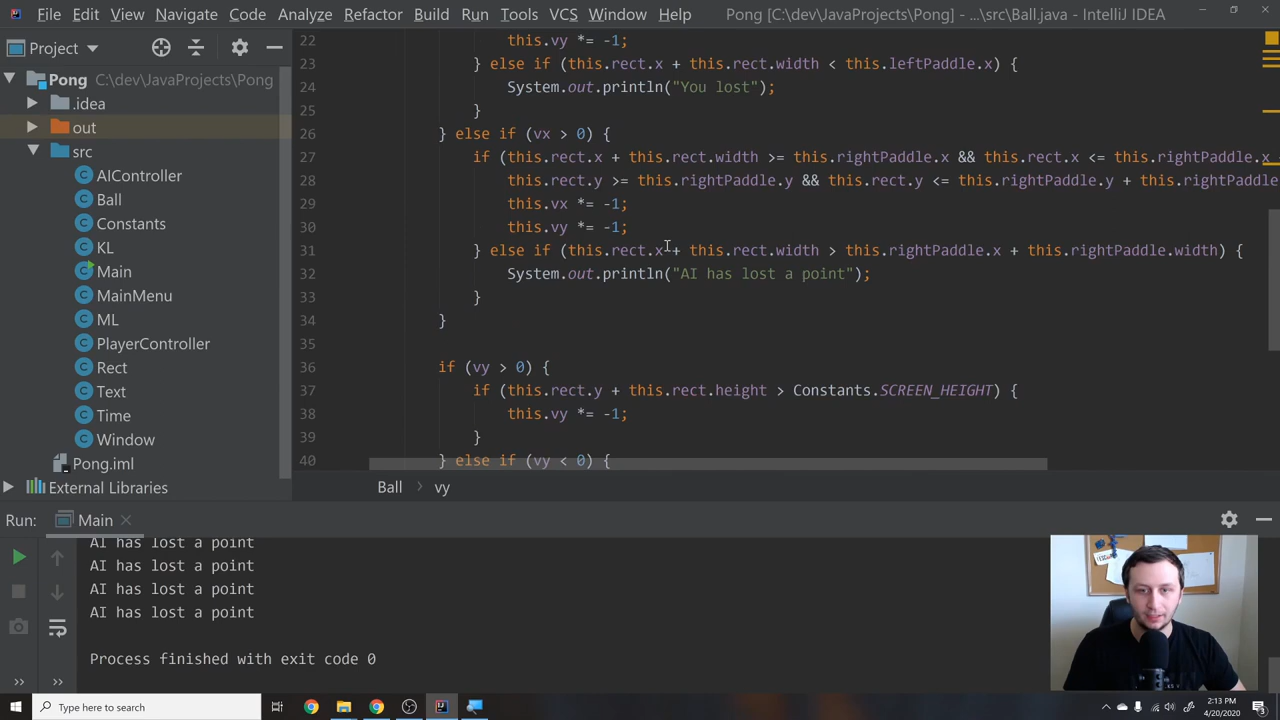 File Edit View Navigate Code Analyze Refactor Build Run Tools VCS Window Help Pong [C:\dev\JavaProjects\Pong] - ...\src\Ball.java - IntelliJ IDEA
Project
Pong C:\dev\JavaProjects\Pong
.idea
out
src
AIController
Ball
Constants
KL
Main
MainMenu
ML
PlayerController
Rect
Text
Time
Window
Pong.iml
External Libraries
22 this.vy *= -1;
23 } else if (this.rect.x + this.rect.width < this.leftPaddle.x) {
24 System.out.println("You lost");
25 }
26 } else if (vx > 0) {
27 if (this.rect.x + this.rect.width >= this.rightPaddle.x && this.rect.x <= this.rightPaddle.x
28 this.rect.y >= this.rightPaddle.y && this.rect.y <= this.rightPaddle.y + this.rightPaddle
29 this.vx *= -1;
30 this.vy *= -1;
31 } else if (this.rect.x + this.rect.width > this.rightPaddle.x + this.rightPaddle.width) {
32 System.out.println("AI has lost a point");
33 }
34 }
35
36 if (vy > 0) {
37 if (this.rect.y + this.rect.height > Constants.SCREEN_HEIGHT) {
38 this.vy *= -1;
39 }
40 } else if (vy < 0) {
Ball > vy
Run: Main
AI has lost a point
AI has lost a point
AI has lost a point
AI has lost a point
Process finished with exit code 0
Type here to search
2:13 PM
4/20/2020